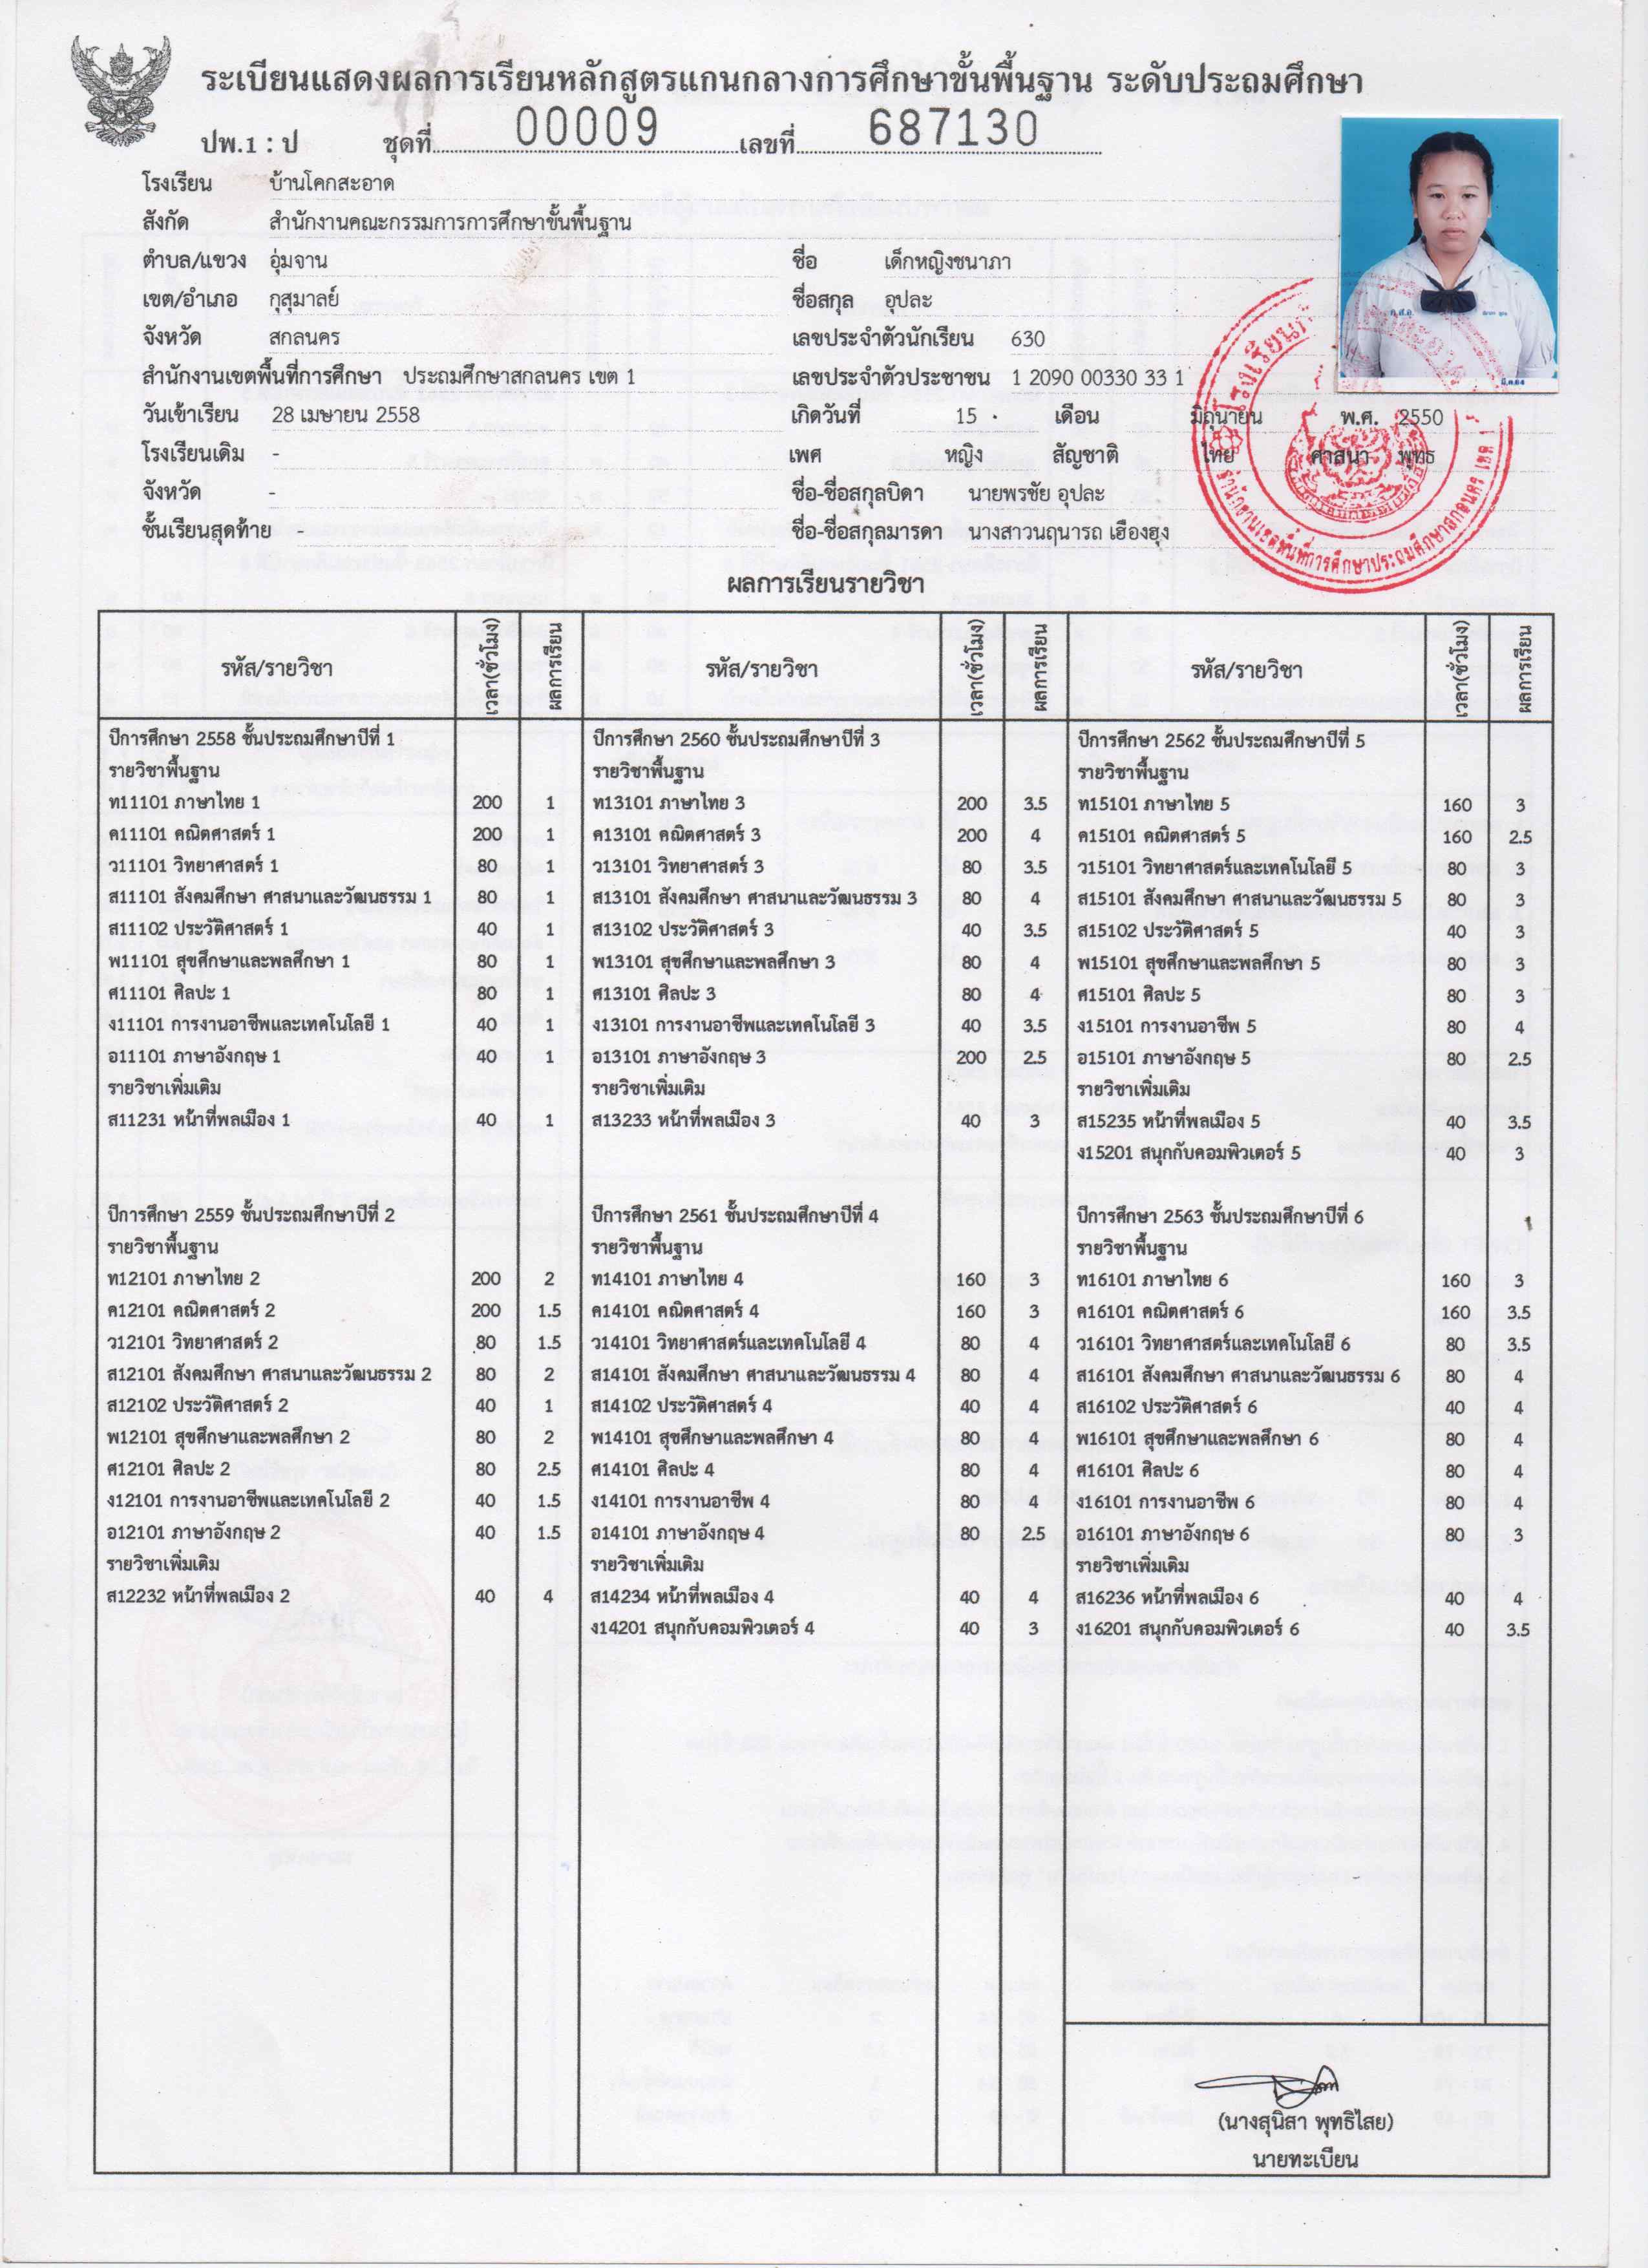 ระเบียนแสดงผลการเรียนหลักสูตรแกนกลางการศึกษาขั้นพื้นฐาน ระดับประถมศึกษา
ปพ.1 : ป ชุดที่ 00009 เลขที่ 687130
โรงเรียน บ้านโคกสะอาด
สังกัด สำนักงานคณะกรรมการการศึกษาขั้นพื้นฐาน
ตำบล/แขวง อุ่มจาน ชื่อ เด็กหญิงชนาภา
เขต/อำเภอ กุสุมาลย์ ชื่อสกุล อุปละ
จังหวัด สกลนคร เลขประจำตัวนักเรียน 630
สำนักงานเขตพื้นที่การศึกษา ประถมศึกษาสกลนคร เขต 1 เลขประจำตัวประชาชน 1 2090 00330 33 1
วันเข้าเรียน 28 เมษายน 2558 เกิดวันที่ 15 เดือน มิถุนายน พ.ศ. 2550
โรงเรียนเดิม - เพศ หญิง สัญชาติ ไทย ศาสนา พุทธ
จังหวัด - ชื่อ-ชื่อสกุลบิดา นายพรชัย อุปละ
ชั้นเรียนสุดท้าย - ชื่อ-ชื่อสกุลมารดา นางสาวนฤนารถ เฮืองฮุง
สำนักงานเขตพื้นที่การศึกษาประถมศึกษาสกลนคร เขต 1
มี.ค.64
ผลการเรียนรายวิชา
รหัส/รายวิชา เวลา(ชั่วโมง) ผลการเรียน รหัส/รายวิชา เวลา(ชั่วโมง) ผลการเรียน รหัส/รายวิชา เวลา(ชั่วโมง) ผลการเรียน
ปีการศึกษา 2558 ชั้นประถมศึกษาปีที่ 1
รายวิชาพื้นฐาน
ท11101 ภาษาไทย 1 200 1
ค11101 คณิตศาสตร์ 1 200 1
ว11101 วิทยาศาสตร์ 1 80 1
ส11101 สังคมศึกษา ศาสนาและวัฒนธรรม 1 80 1
ส11102 ประวัติศาสตร์ 1 40 1
พ11101 สุขศึกษาและพลศึกษา 1 80 1
ศ11101 ศิลปะ 1 80 1
ง11101 การงานอาชีพและเทคโนโลยี 1 40 1
อ11101 ภาษาอังกฤษ 1 40 1
รายวิชาเพิ่มเติม
ส11231 หน้าที่พลเมือง 1 40 1
ปีการศึกษา 2559 ชั้นประถมศึกษาปีที่ 2
รายวิชาพื้นฐาน
ท12101 ภาษาไทย 2 200 2
ค12101 คณิตศาสตร์ 2 200 1.5
ว12101 วิทยาศาสตร์ 2 80 1.5
ส12101 สังคมศึกษา ศาสนาและวัฒนธรรม 2 80 2
ส12102 ประวัติศาสตร์ 2 40 1
พ12101 สุขศึกษาและพลศึกษา 2 80 2
ศ12101 ศิลปะ 2 80 2.5
ง12101 การงานอาชีพและเทคโนโลยี 2 40 1.5
อ12101 ภาษาอังกฤษ 2 40 1.5
รายวิชาเพิ่มเติม
ส12232 หน้าที่พลเมือง 2 40 4
ปีการศึกษา 2560 ชั้นประถมศึกษาปีที่ 3
รายวิชาพื้นฐาน
ท13101 ภาษาไทย 3 200 3.5
ค13101 คณิตศาสตร์ 3 200 4
ว13101 วิทยาศาสตร์ 3 80 3.5
ส13101 สังคมศึกษา ศาสนาและวัฒนธรรม 3 80 4
ส13102 ประวัติศาสตร์ 3 40 3.5
พ13101 สุขศึกษาและพลศึกษา 3 80 4
ศ13101 ศิลปะ 3 80 4
ง13101 การงานอาชีพและเทคโนโลยี 3 40 3.5
อ13101 ภาษาอังกฤษ 3 200 2.5
รายวิชาเพิ่มเติม
ส13233 หน้าที่พลเมือง 3 40 3
ปีการศึกษา 2561 ชั้นประถมศึกษาปีที่ 4
รายวิชาพื้นฐาน
ท14101 ภาษาไทย 4 160 3
ค14101 คณิตศาสตร์ 4 160 3
ว14101 วิทยาศาสตร์และเทคโนโลยี 4 80 4
ส14101 สังคมศึกษา ศาสนาและวัฒนธรรม 4 80 4
ส14102 ประวัติศาสตร์ 4 40 4
พ14101 สุขศึกษาและพลศึกษา 4 80 4
ศ14101 ศิลปะ 4 80 4
ง14101 การงานอาชีพ 4 80 4
อ14101 ภาษาอังกฤษ 4 80 2.5
รายวิชาเพิ่มเติม
ส14234 หน้าที่พลเมือง 4 40 4
ง14201 สนุกกับคอมพิวเตอร์ 4 40 3
ปีการศึกษา 2562 ชั้นประถมศึกษาปีที่ 5
รายวิชาพื้นฐาน
ท15101 ภาษาไทย 5 160 3
ค15101 คณิตศาสตร์ 5 160 2.5
ว15101 วิทยาศาสตร์และเทคโนโลยี 5 80 3
ส15101 สังคมศึกษา ศาสนาและวัฒนธรรม 5 80 3
ส15102 ประวัติศาสตร์ 5 40 3
พ15101 สุขศึกษาและพลศึกษา 5 80 3
ศ15101 ศิลปะ 5 80 3
ง15101 การงานอาชีพ 5 80 4
อ15101 ภาษาอังกฤษ 5 80 2.5
รายวิชาเพิ่มเติม
ส15235 หน้าที่พลเมือง 5 40 3.5
ง15201 สนุกกับคอมพิวเตอร์ 5 40 3
ปีการศึกษา 2563 ชั้นประถมศึกษาปีที่ 6
รายวิชาพื้นฐาน
ท16101 ภาษาไทย 6 160 3
ค16101 คณิตศาสตร์ 6 160 3.5
ว16101 วิทยาศาสตร์และเทคโนโลยี 6 80 3.5
ส16101 สังคมศึกษา ศาสนาและวัฒนธรรม 6 80 4
ส16102 ประวัติศาสตร์ 6 40 4
พ16101 สุขศึกษาและพลศึกษา 6 80 4
ศ16101 ศิลปะ 6 80 4
ง16101 การงานอาชีพ 6 80 4
อ16101 ภาษาอังกฤษ 6 80 3
รายวิชาเพิ่มเติม
ส16236 หน้าที่พลเมือง 6 40 4
ง16201 สนุกกับคอมพิวเตอร์ 6 40 3.5
(นางสุนิสา พุทธิไสย)
นายทะเบียน